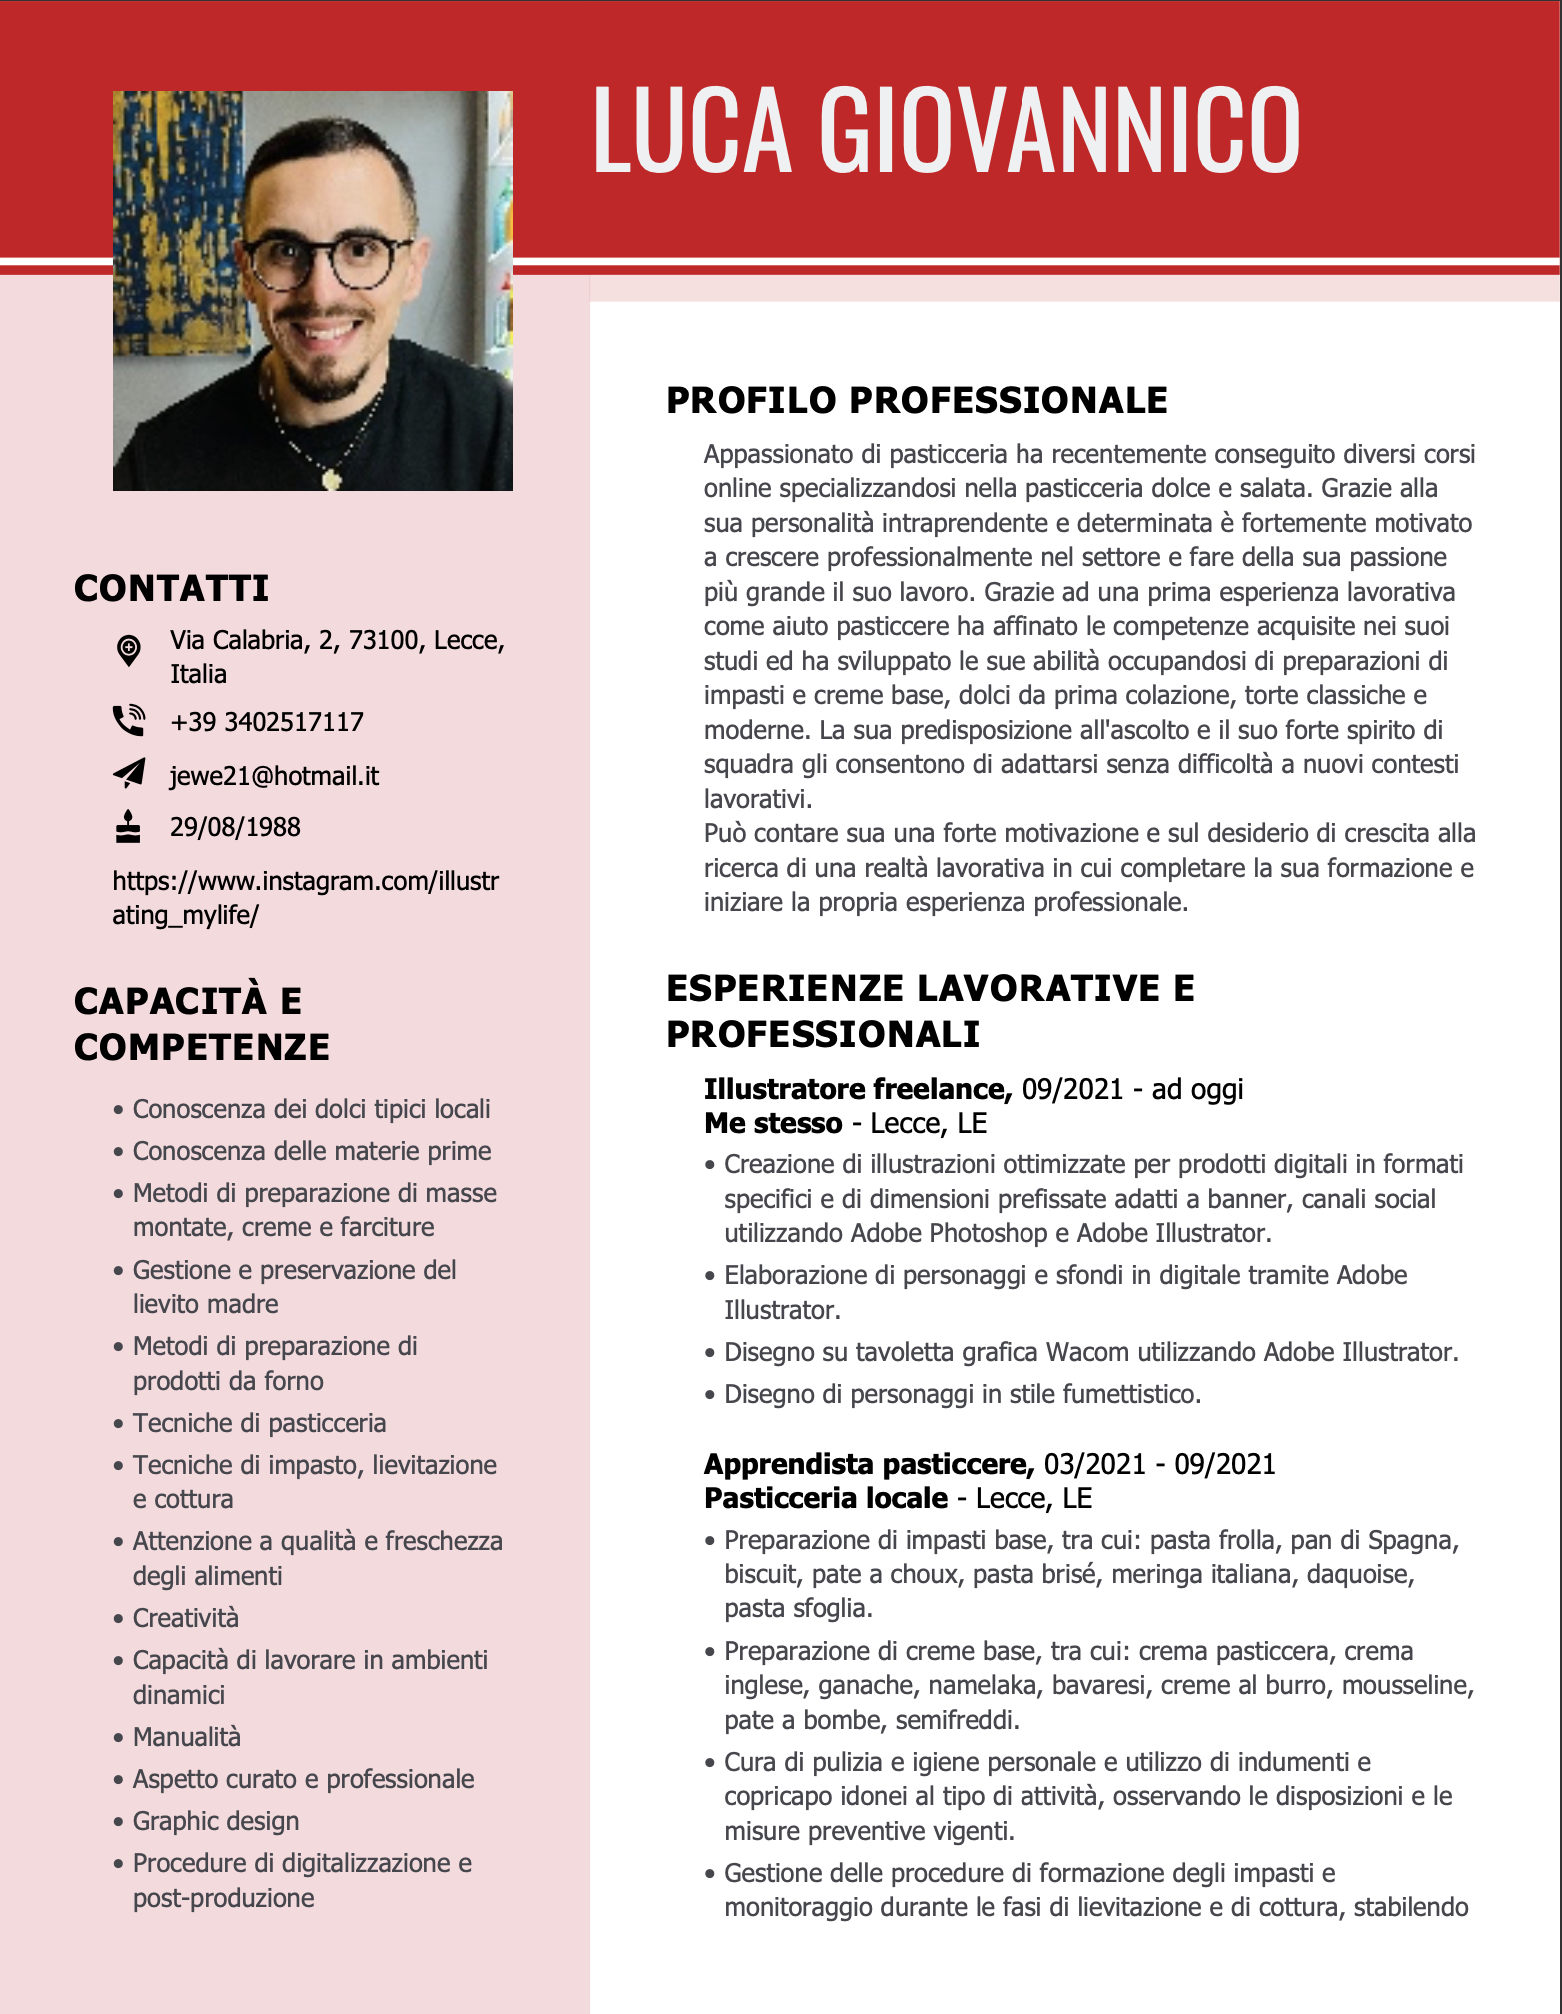 LUCA GIOVANNICO
CONTATTI
Via Calabria, 2, 73100, Lecce,
Italia
+39 3402517117
jewe21@hotmail.it
29/08/1988
https://www.instagram.com/illustr
ating_mylife/
CAPACITÀ E
COMPETENZE
• Conoscenza dei dolci tipici locali
• Conoscenza delle materie prime
• Metodi di preparazione di masse
montate, creme e farciture
• Gestione e preservazione del
lievito madre
• Metodi di preparazione di
prodotti da forno
• Tecniche di pasticceria
• Tecniche di impasto, lievitazione
e cottura
• Attenzione a qualità e freschezza
degli alimenti
• Creatività
• Capacità di lavorare in ambienti
dinamici
• Manualità
• Aspetto curato e professionale
• Graphic design
• Procedure di digitalizzazione e
post-produzione
PROFILO PROFESSIONALE
Appassionato di pasticceria ha recentemente conseguito diversi corsi
online specializzandosi nella pasticceria dolce e salata. Grazie alla
sua personalità intraprendente e determinata è fortemente motivato
a crescere professionalmente nel settore e fare della sua passione
più grande il suo lavoro. Grazie ad una prima esperienza lavorativa
come aiuto pasticcere ha affinato le competenze acquisite nei suoi
studi ed ha sviluppato le sue abilità occupandosi di preparazioni di
impasti e creme base, dolci da prima colazione, torte classiche e
moderne. La sua predisposizione all'ascolto e il suo forte spirito di
squadra gli consentono di adattarsi senza difficoltà a nuovi contesti
lavorativi.
Può contare sua una forte motivazione e sul desiderio di crescita alla
ricerca di una realtà lavorativa in cui completare la sua formazione e
iniziare la propria esperienza professionale.
ESPERIENZE LAVORATIVE E
PROFESSIONALI
Illustratore freelance, 09/2021 - ad oggi
Me stesso - Lecce, LE
• Creazione di illustrazioni ottimizzate per prodotti digitali in formati
specifici e di dimensioni prefissate adatti a banner, canali social
utilizzando Adobe Photoshop e Adobe Illustrator.
• Elaborazione di personaggi e sfondi in digitale tramite Adobe
Illustrator.
• Disegno su tavoletta grafica Wacom utilizzando Adobe Illustrator.
• Disegno di personaggi in stile fumettistico.
Apprendista pasticcere, 03/2021 - 09/2021
Pasticceria locale - Lecce, LE
• Preparazione di impasti base, tra cui: pasta frolla, pan di Spagna,
biscuit, pate a choux, pasta brisé, meringa italiana, daquoise,
pasta sfoglia.
• Preparazione di creme base, tra cui: crema pasticcera, crema
inglese, ganache, namelaka, bavaresi, creme al burro, mousseline,
pate a bombe, semifreddi.
• Cura di pulizia e igiene personale e utilizzo di indumenti e
copricapo idonei al tipo di attività, osservando le disposizioni e le
misure preventive vigenti.
• Gestione delle procedure di formazione degli impasti e
monitoraggio durante le fasi di lievitazione e di cottura, stabilendo